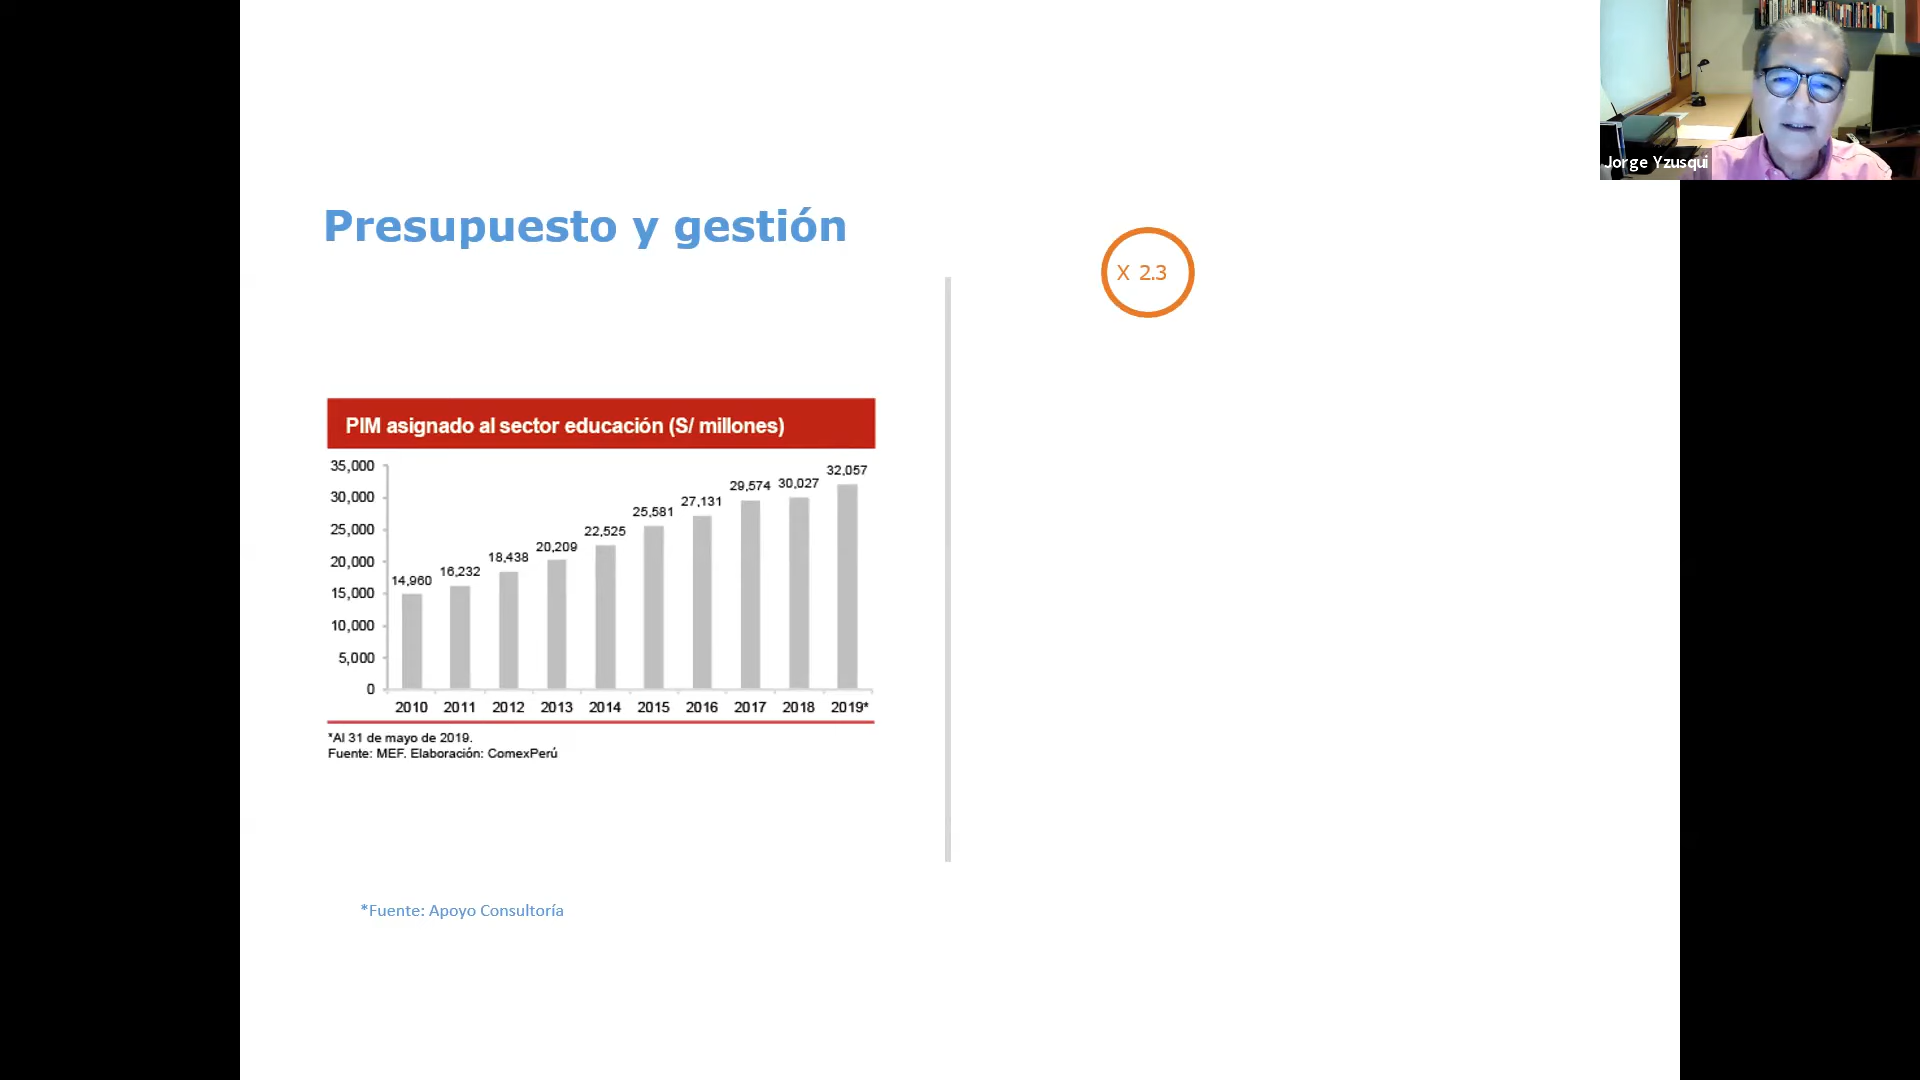 Jorge Yzusqui
Presupuesto y gestión
X 2.3
PIM asignado al sector educación (S/ millones)
35,000
30,000
25,000
20,000
15,000
10,000
5,000
0
14,960
16,232
18,438
20,209
22,525
25,581
27,131
29,574
30,027
32,057
2010 2011 2012 2013 2014 2015 2016 2017 2018 2019*
*Al 31 de mayo de 2019.
Fuente: MEF. Elaboración: ComexPerú
*Fuente: Apoyo Consultoría